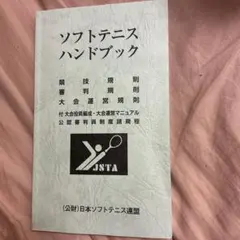 ソフトテニス
ハンドブック
競技規則
審判規則
大会運営規則
付 大会役員編成・大会運営マニュアル
公認審判員制度諸規程
JSTA
(公財)日本ソフトテニス連盟